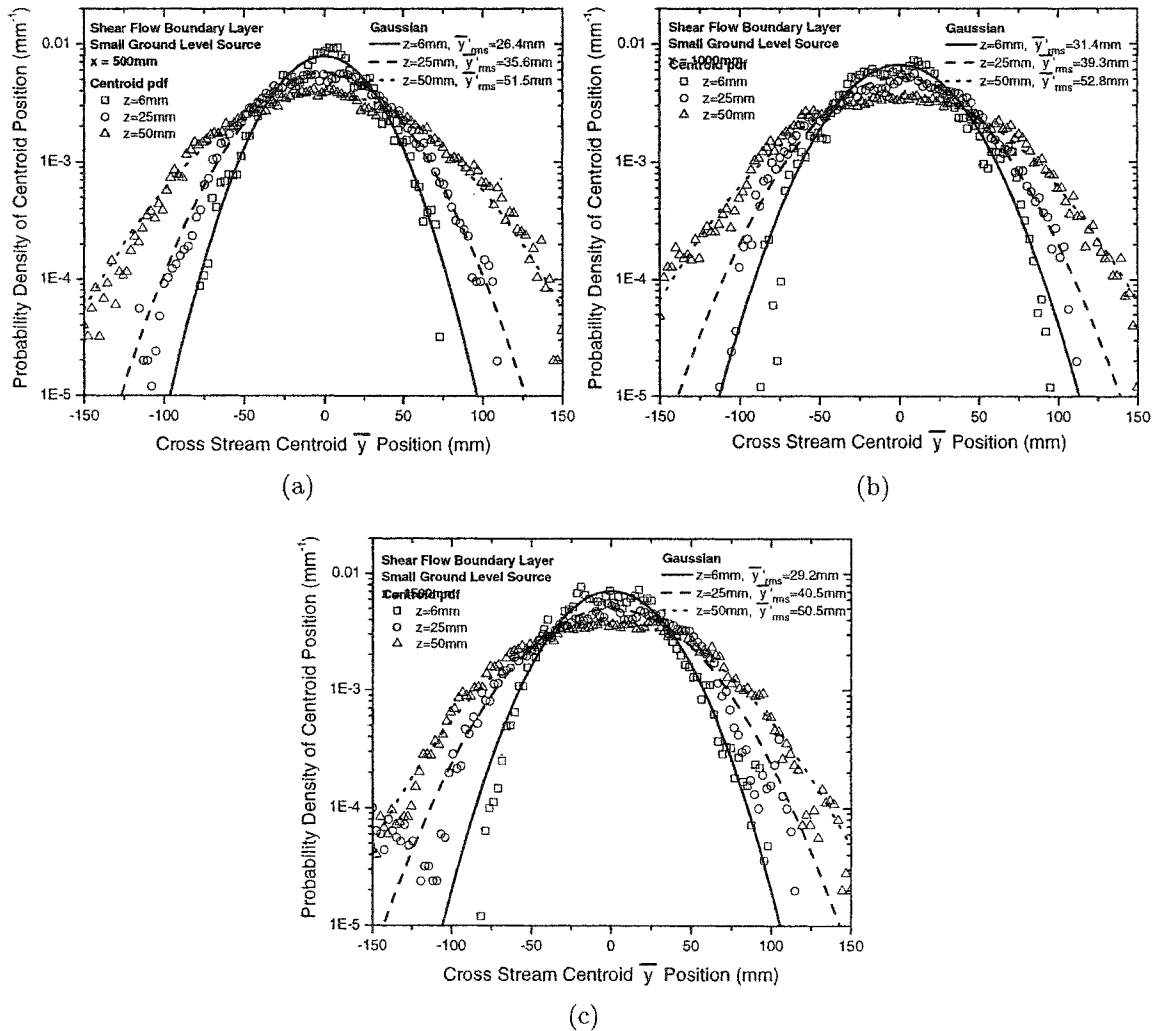 Shear Flow Boundary Layer
Small Ground Level Source
x = 500mm
Centroid pdf
z=6mm
z=25mm
z=50mm
Gaussian
z=6mm, y'rms=26.4mm
z=25mm, y'rms=35.6mm
z=50mm, y'rms=51.5mm
0.01
1E-3
1E-4
1E-5
Probability Density of Centroid Position (mm-1)
-150 -100 -50 0 50 100 150
Cross Stream Centroid y Position (mm)
(a)
Shear Flow Boundary Layer
Small Ground Level Source
x = 1000mm
Centroid pdf
z=6mm
z=25mm
z=50mm
Gaussian
z=6mm, y'rms=31.4mm
z=25mm, y'rms=39.3mm
z=50mm, y'rms=52.8mm
0.01
1E-3
1E-4
1E-5
Probability Density of Centroid Position (mm-1)
-150 -100 -50 0 50 100 150
Cross Stream Centroid y Position (mm)
(b)
Shear Flow Boundary Layer
Small Ground Level Source
x = 1500mm
Centroid pdf
z=6mm
z=25mm
z=50mm
Gaussian
z=6mm, y'rms=29.2mm
z=25mm, y'rms=40.5mm
z=50mm, y'rms=50.5mm
0.01
1E-3
1E-4
1E-5
Probability Density of Centroid Position (mm-1)
-150 -100 -50 0 50 100 150
Cross Stream Centroid y Position (mm)
(c)